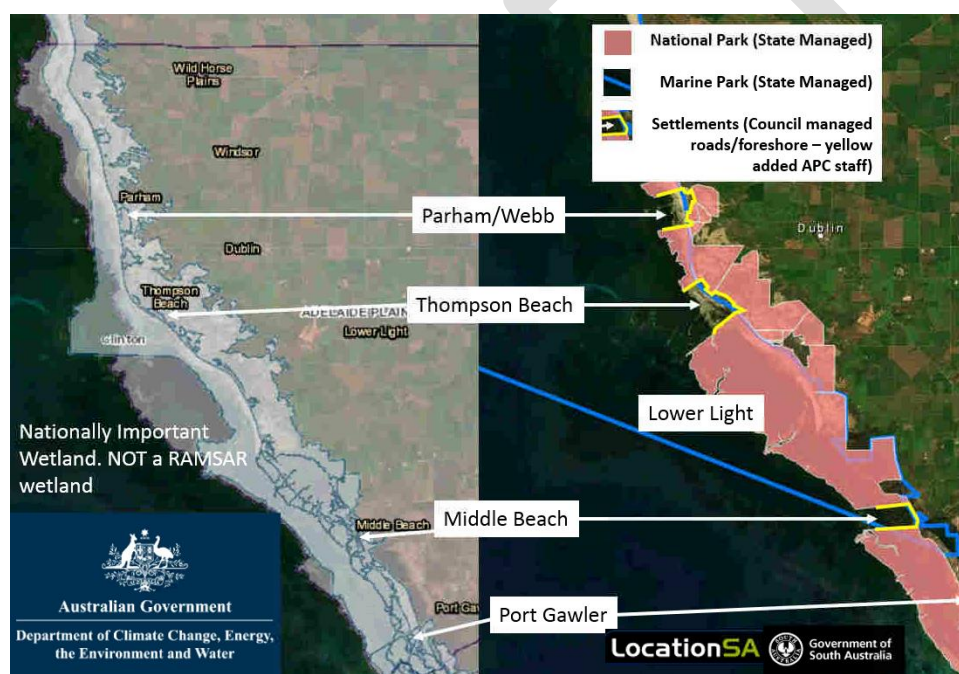 Wild Horse
Plains
Windsor
Parham
Dublin
Thompson
Beach
ADELAIDE PLAIN
Lower Light
Clinton
Nationally Important
Wetland. NOT a RAMSAR
wetland
Middle Beach
Port Gaw
Australian Government
Department of Climate Change, Energy,
the Environment and Water
Parham/Webb
Thompson Beach
Lower Light
Middle Beach
Port Gawler
National Park (State Managed)
Marine Park (State Managed)
Settlements (Council managed
roads/foreshore – yellow
added APC staff)
Dublin
LocationSA
Government of
South Australia